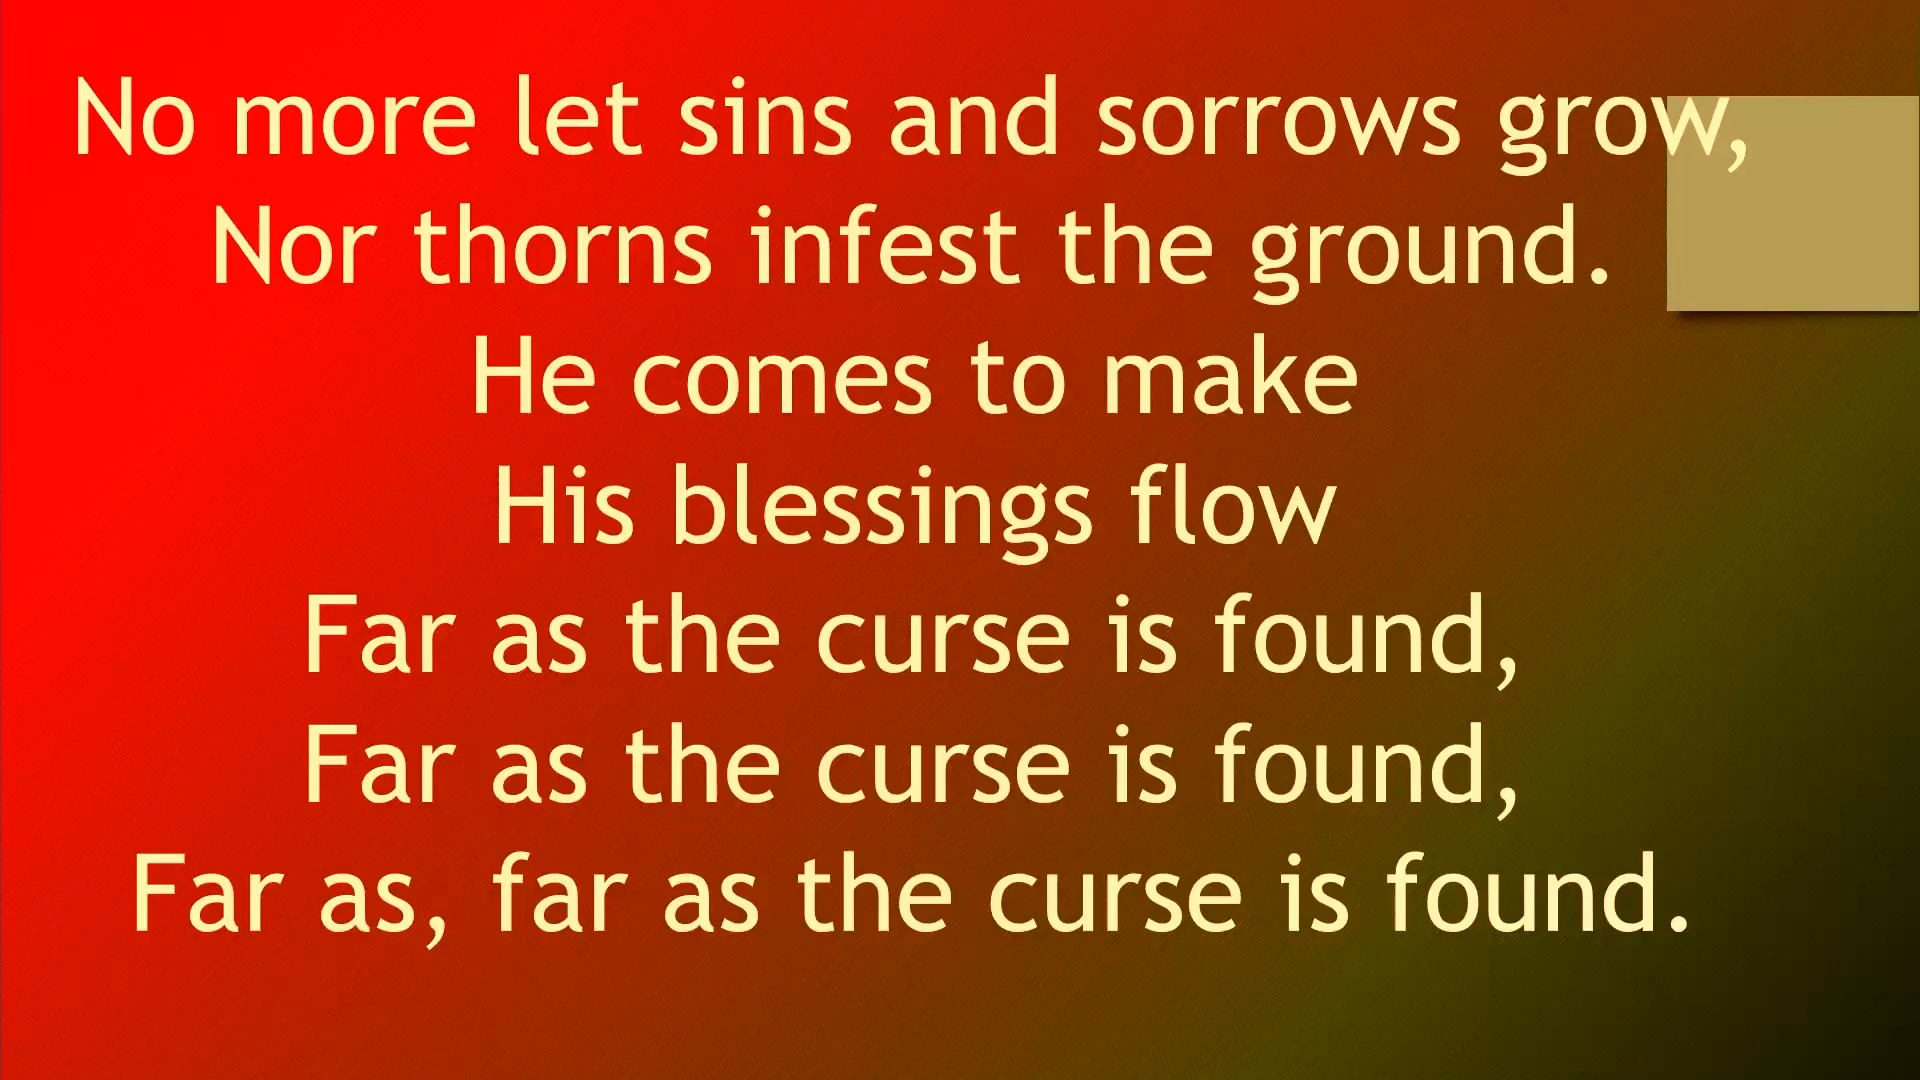 No more let sins and sorrows grow,
Nor thorns infest the ground.
He comes to make
His blessings flow
Far as the curse is found,
Far as the curse is found,
Far as, far as the curse is found.